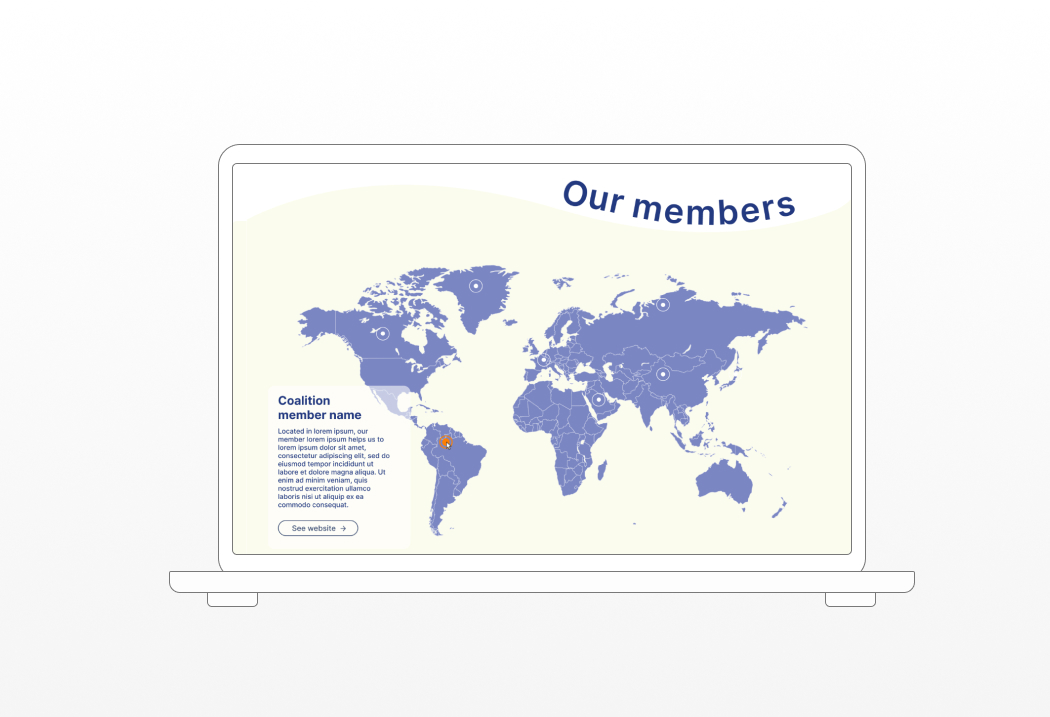 Our members
Coalition
member name
Located in lorem ipsum, our
member lorem ipsum helps us to
lorem ipsum dolor sit amet,
consectetur adipiscing elit, sed do
eiusmod tempor incididunt ut
labore et dolore magna aliqua. Ut
enim ad minim veniam, quis
nostrud exercitation ullamco
laboris nisi ut aliquip ex ea
commodo consequat.
See website →